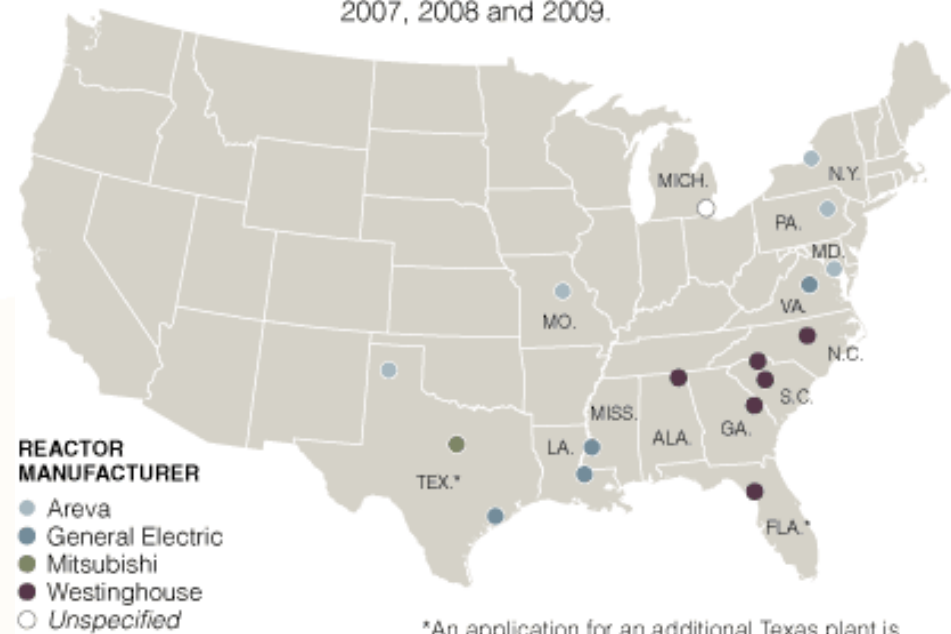 2007, 2008 and 2009.
MICH.
N.Y.
PA.
MD.
VA.
MO.
N.C.
S.C.
MISS.
GA.
ALA.
LA.
TEX.*
FLA.*
REACTOR
MANUFACTURER
Areva
General Electric
Mitsubishi
Westinghouse
Unspecified
*An application for an additional Texas plant is